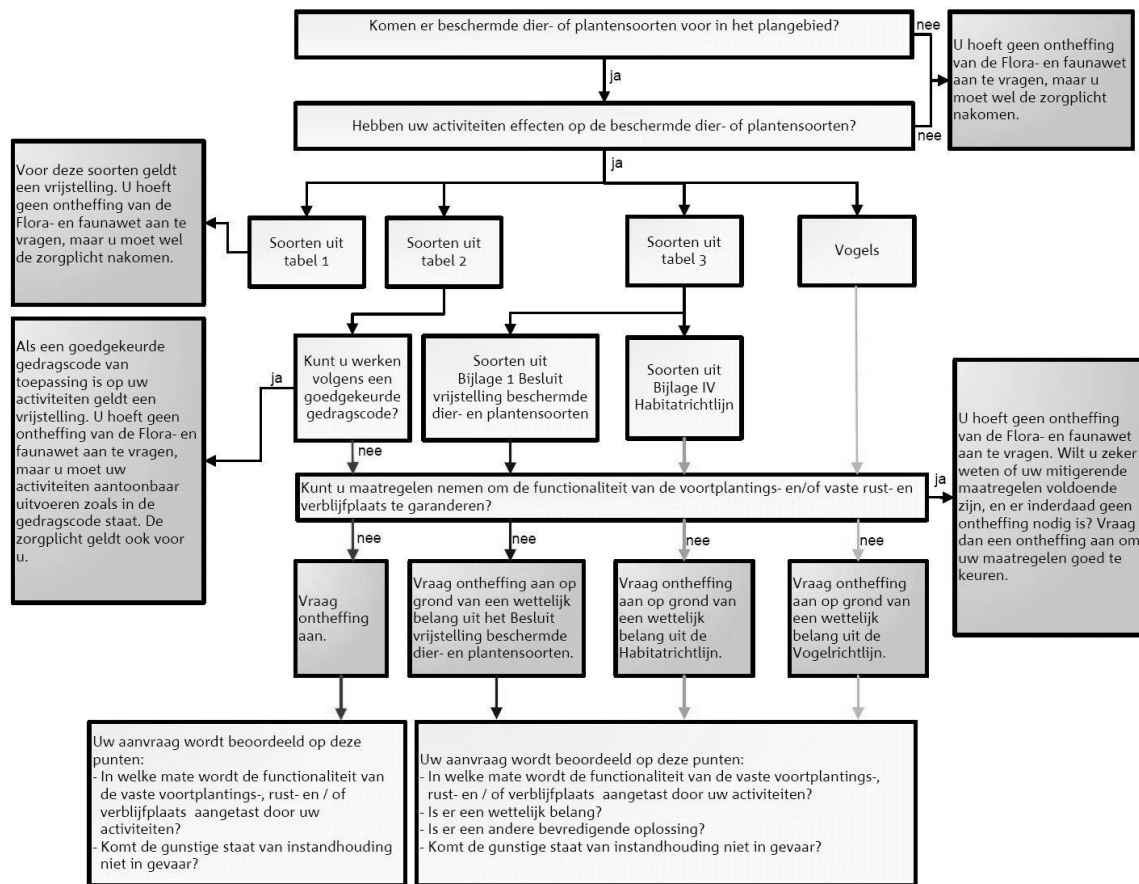 Komen er beschermde dier- of plantensoorten voor in het plangebied?
nee
U hoeft geen ontheffing
van de Flora- en faunawet
aan te vragen, maar u
moet wel de zorgplicht
nakomen.
ja
Hebben uw activiteiten effecten op de beschermde dier- of plantensoorten?
nee
ja
Voor deze soorten geldt
een vrijstelling. U hoeft
geen ontheffing van de
Flora- en faunawet aan te
vragen, maar u moet wel
de zorgplicht nakomen.
Soorten uit
tabel 1
Soorten uit
tabel 2
Soorten uit
tabel 3
Vogels
Als een goedgekeurde
gedragscode van
toepassing is op uw
activiteiten geldt een
vrijstelling. U hoeft geen
ontheffing van de Flora- en
faunawet aan te vragen,
maar u moet uw
activiteiten aantoonbaar
uitvoeren zoals in de
gedragscode staat. De
zorgplicht geldt ook voor
u.
ja
Kunt u werken
volgens een
goedgekeurde
gedragscode?
Soorten uit
Bijlage 1 Besluit
vrijstelling beschermde
dier- en plantensoorten
Soorten uit
Bijlage IV
Habitatrichtlijn
nee
Kunt u maatregelen nemen om de functionaliteit van de voortplantings- en/of vaste rust- en
verblijfplaats te garanderen?
ja
U hoeft geen ontheffing
van de Flora- en faunawet
aan te vragen. Wilt u zeker
weten of uw mitigerende
maatregelen voldoende
zijn, en er inderdaad geen
ontheffing nodig is? Vraag
dan een ontheffing aan om
uw maatregelen goed te
keuren.
nee
nee
nee
nee
Vraag
ontheffing
aan.
Vraag ontheffing aan op
grond van een wettelijk
belang uit het Besluit
vrijstelling beschermde
dier- en plantensoorten.
Vraag ontheffing
aan op grond van
een wettelijk
belang uit de
Habitatrichtlijn.
Vraag ontheffing
aan op grond van
een wettelijk
belang uit de
Vogelrichtlijn.
Uw aanvraag wordt beoordeeld op deze
punten:
- In welke mate wordt de functionaliteit van
de vaste voortplantings-, rust- en / of
verblijfplaats aangetast door uw
activiteiten?
- Komt de gunstige staat van instandhouding
niet in gevaar?
Uw aanvraag wordt beoordeeld op deze punten:
- In welke mate wordt de functionaliteit van de vaste voortplantings-,
rust- en / of verblijfplaats aangetast door uw activiteiten?
- Is er een wettelijk belang?
- Is er een andere bevredigende oplossing?
- Komt de gunstige staat van instandhouding niet in gevaar?